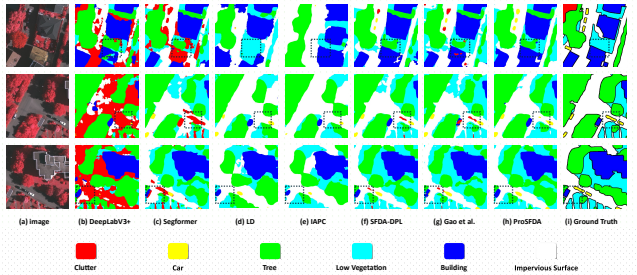 (a) image (b) DeepLabV3+ (c) Segformer (d) LD (e) IAPC (f) SFDA-DPL (g) Gao et al. (h) ProSFDA (i) Ground Truth
Clutter Car Tree Low Vegetation Building Impervious Surface